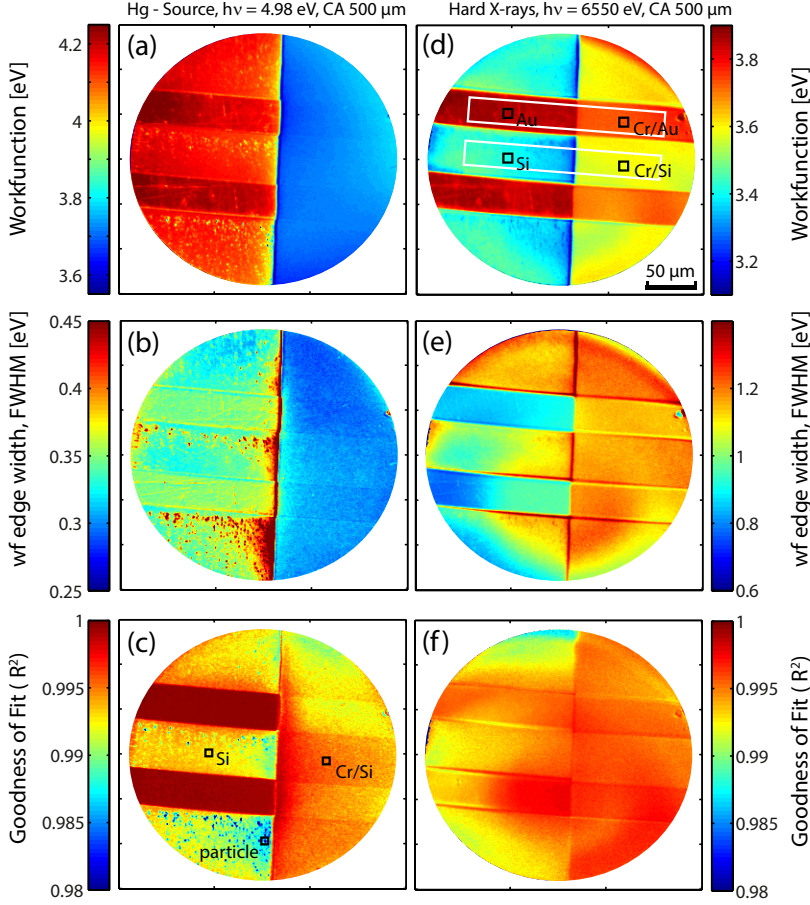 Hg - Source, hν = 4.98 eV, CA 500 μm
Hard X-rays, hν = 6550 eV, CA 500 μm
Workfunction [eV]
4.2
4
3.8
3.6
(a)
(d)
Au
Cr/Au
Si
Cr/Si
50 μm
3.8
3.6
3.4
3.2
Workfunction [eV]
wf edge width, FWHM [eV]
0.45
0.4
0.35
0.3
0.25
(b)
(e)
1.2
1
0.8
0.6
wf edge width, FWHM [eV]
Goodness of Fit ( R²)
1
0.995
0.99
0.985
0.98
(c)
Si
Cr/Si
particle
(f)
1
0.995
0.99
0.985
0.98
Goodness of Fit ( R²)